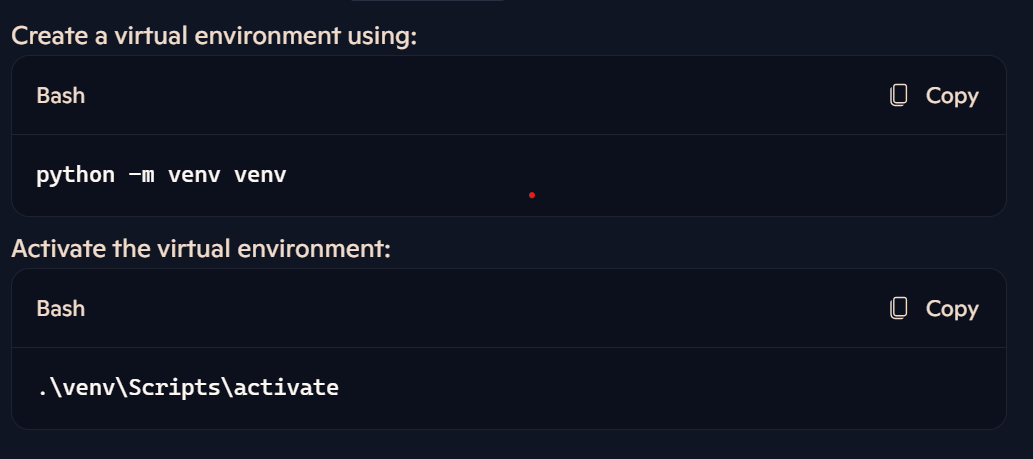 Create a virtual environment using:
Bash
Copy
python -m venv venv
Activate the virtual environment:
Bash
Copy
.\venv\Scripts\activate